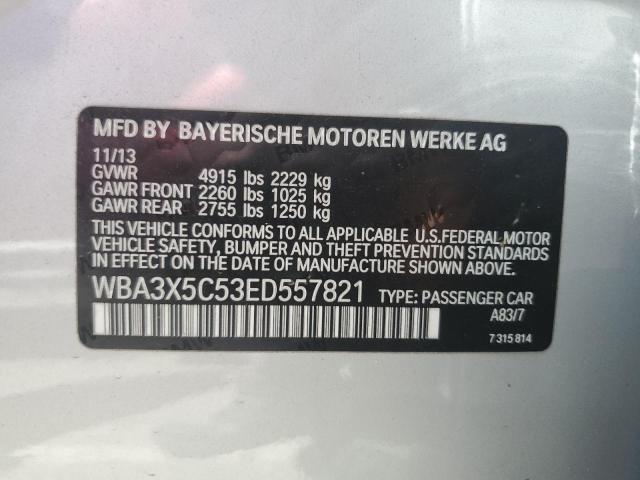 MFD BY BAYERISCHE MOTOREN WERKE AG
11/13
GVWR 4915 lbs 2229 kg
GAWR FRONT 2260 lbs 1025 kg
GAWR REAR 2755 lbs 1250 kg
THIS VEHICLE CONFORMS TO ALL APPLICABLE U.S.FEDERAL MOTOR
VEHICLE SAFETY, BUMPER AND THEFT PREVENTION STANDARDS
IN EFFECT ON THE DATE OF MANUFACTURE SHOWN ABOVE.
WBA3X5C53ED557821 TYPE: PASSENGER CAR
A83/7
7 315 814